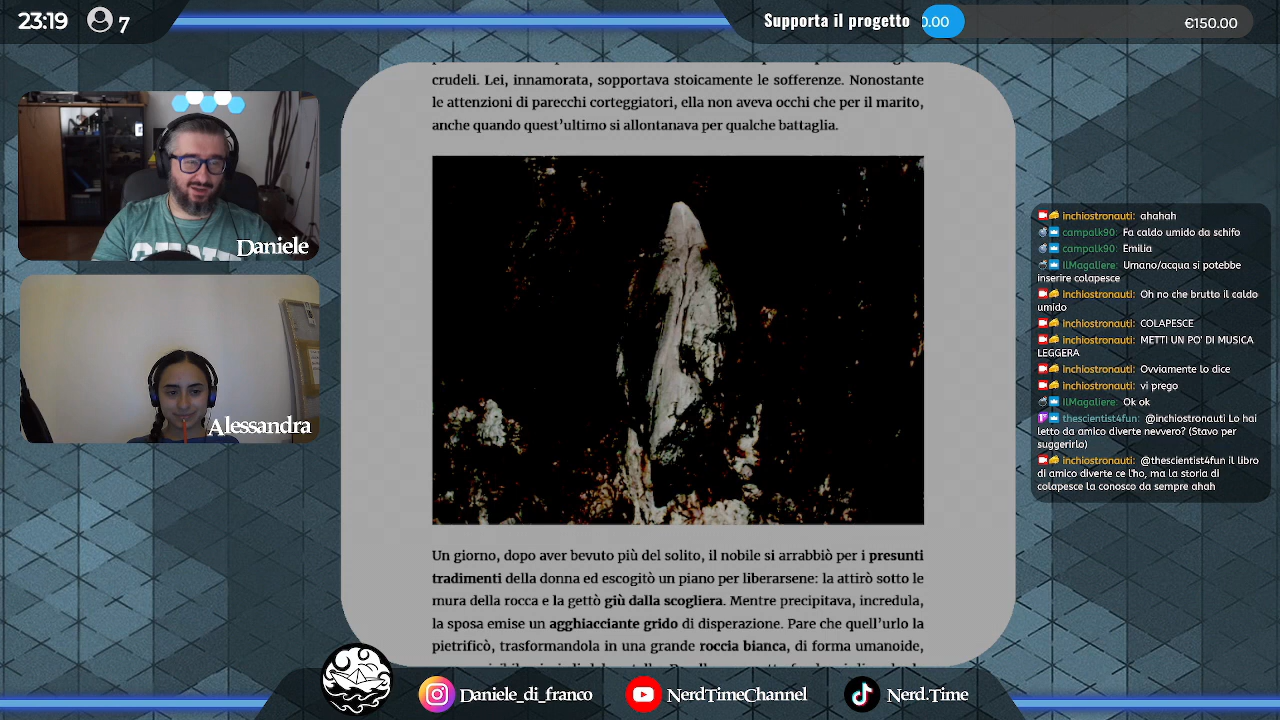 23:19
7
Supporta il progetto
0.00
€150.00
crudeli. Lei, innamorata, sopportava stoicamente le sofferenze. Nonostante
le attenzioni di parecchi corteggiatori, ella non aveva occhi che per il marito,
anche quando quest'ultimo si allontanava per qualche battaglia.
Daniele
Alessandra
Un giorno, dopo aver bevuto più del solito, il nobile si arrabbiò per i presunti
tradimenti della donna ed escogitò un piano per liberarsene: la attirò sotto le
mura della rocca e la gettò giù dalla scogliera. Mentre precipitava, incredula,
la sposa emise un agghiacciante grido di disperazione. Pare che quell'urlo la
pietrificò, trasformandola in una grande roccia bianca, di forma umanoide,
inchiostronauti: ahahah
campalk90: Fa caldo umido da schifo
campalk90: Emilia
IlMagaliere: Umano/acqua si potebbe
inserire colapesce
inchiostronauti: Oh no che brutto il caldo
umido
inchiostronauti: COLAPESCE
inchiostronauti: METTI UN PO' DI MUSICA
LEGGERA
inchiostronauti: Ovviamente lo dice
inchiostronauti: vi prego
IlMagaliere: Ok ok
thescientist4fun: @inchiostronauti Lo hai
letto da amico diverte nevvero? (Stavo per
suggerirlo)
inchiostronauti: @thescientist4fun il libro
di amico diverte ce l'ho, ma la storia di
colapesce la conosco da sempre ahah
Daniele_di_franco
NerdTimeChannel
Nerd.Time